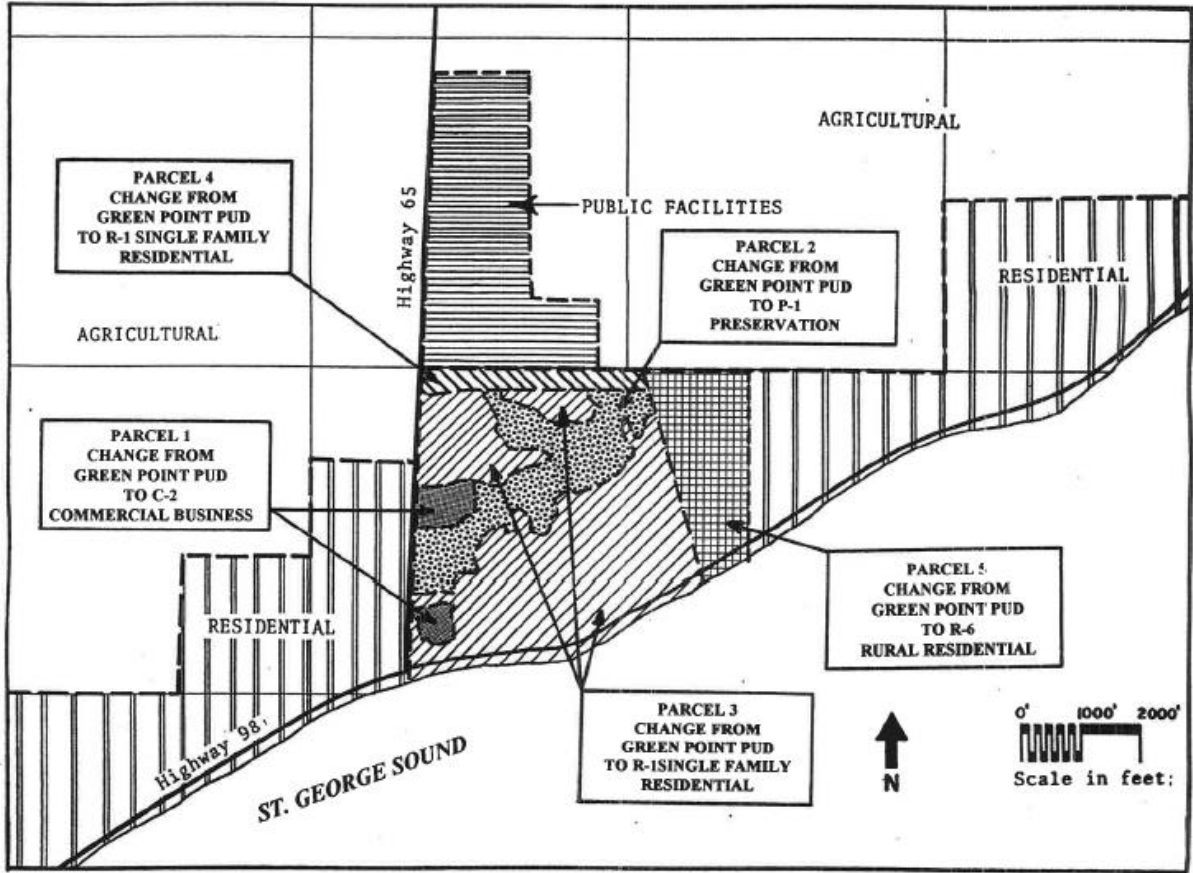 AGRICULTURAL
PARCEL 4
CHANGE FROM
GREEN POINT PUD
TO R-1 SINGLE FAMILY
RESIDENTIAL
Highway 65
PUBLIC FACILITIES
PARCEL 2
CHANGE FROM
GREEN POINT PUD
TO P-1
PRESERVATION
RESIDENTIAL
AGRICULTURAL
PARCEL 1
CHANGE FROM
GREEN POINT PUD
TO C-2
COMMERCIAL BUSINESS
RESIDENTIAL
PARCEL 5
CHANGE FROM
GREEN POINT PUD
TO R-6
RURAL RESIDENTIAL
PARCEL 3
CHANGE FROM
GREEN POINT PUD
TO R-1SINGLE FAMILY
RESIDENTIAL
Highway 98
ST. GEORGE SOUND
N
0' 1000' 2000'
Scale in feet: